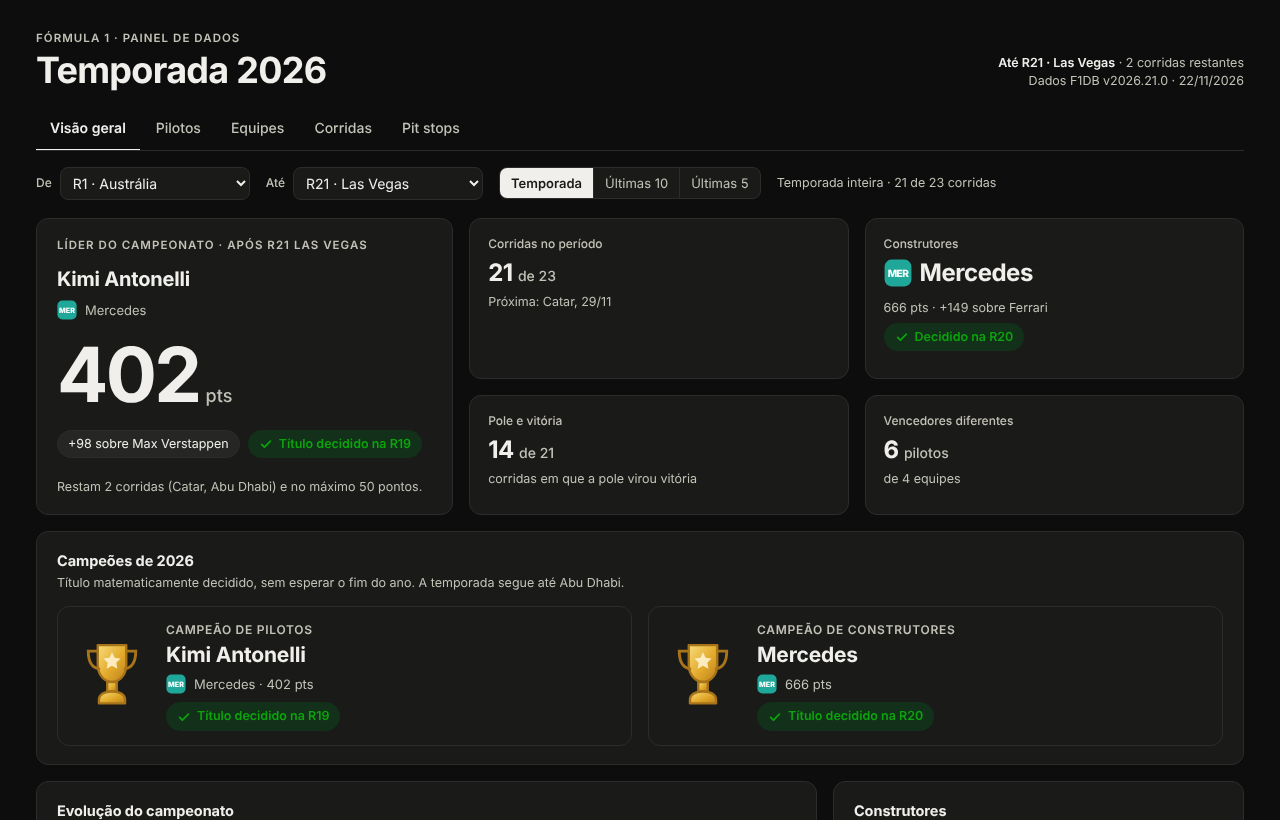 FÓRMULA 1 · PAINEL DE DADOS
Temporada 2026
Até R21 · Las Vegas · 2 corridas restantes
Dados F1DB v2026.21.0 · 22/11/2026
Visão geral
Pilotos
Equipes
Corridas
Pit stops
De
R1 · Austrália
Até
R21 · Las Vegas
Temporada
Últimas 10
Últimas 5
Temporada inteira · 21 de 23 corridas
LÍDER DO CAMPEONATO · APÓS R21 LAS VEGAS
Kimi Antonelli
MER Mercedes
402 pts
+98 sobre Max Verstappen
Título decidido na R19
Restam 2 corridas (Catar, Abu Dhabi) e no máximo 50 pontos.
Corridas no período
21 de 23
Próxima: Catar, 29/11
Construtores
MER Mercedes
666 pts · +149 sobre Ferrari
Decidido na R20
Pole e vitória
14 de 21
corridas em que a pole virou vitória
Vencedores diferentes
6 pilotos
de 4 equipes
Campeões de 2026
Título matematicamente decidido, sem esperar o fim do ano. A temporada segue até Abu Dhabi.
CAMPEÃO DE PILOTOS
Kimi Antonelli
MER Mercedes · 402 pts
Título decidido na R19
CAMPEÃO DE CONSTRUTORES
Mercedes
MER 666 pts
Título decidido na R20
Evolução do campeonato
Construtores